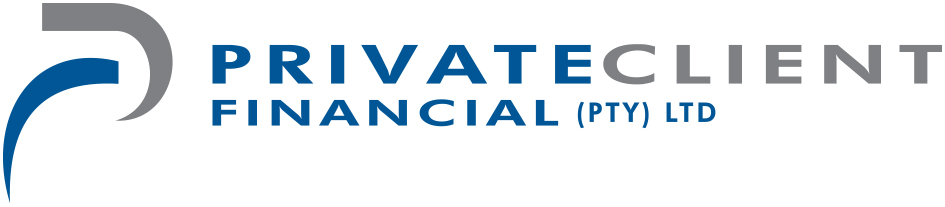 PRIVATECLIENT
FINANCIAL (PTY) LTD